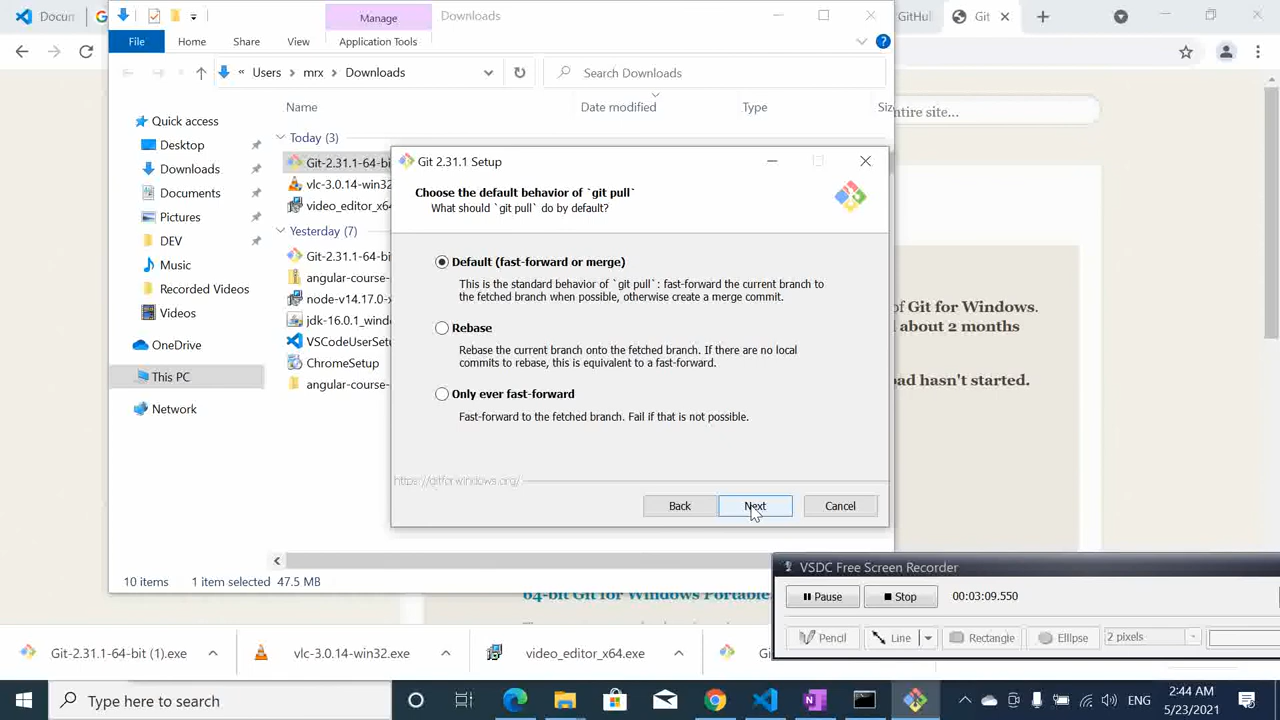 Docum
Manage
Downloads
GitHub
Git
File
Home
Share
View
Application Tools
Users
mrx
Downloads
Search Downloads
Name
Date modified
Type
Siz
entire site...
Quick access
Desktop
Downloads
Documents
Pictures
DEV
Music
Recorded Videos
Videos
OneDrive
This PC
Network
Today (3)
Git-2.31.1-64-bi
vlc-3.0.14-win32
video_editor_x64
Yesterday (7)
Git-2.31.1-64-bit
angular-course-
node-v14.17.0-x
jdk-16.0.1_windo
VSCodeUserSetu
ChromeSetup
angular-course-
Git 2.31.1 Setup
Choose the default behavior of `git pull`
What should `git pull` do by default?
Default (fast-forward or merge)
This is the standard behavior of `git pull`: fast-forward the current branch to
the fetched branch when possible, otherwise create a merge commit.
Rebase
Rebase the current branch onto the fetched branch. If there are no local
commits to rebase, this is equivalent to a fast-forward.
Only ever fast-forward
Fast-forward to the fetched branch. Fail if that is not possible.
https://gitforwindows.org/
Back
Next
Cancel
of Git for Windows.
about 2 months
ad hasn't started.
10 items
1 item selected 47.5 MB
64-bit Git for Windows Portable.
VSDC Free Screen Recorder
Pause
Stop
00:03:09.550
Pencil
Line
Rectangle
Ellipse
2 pixels
Git-2.31.1-64-bit (1).exe
vlc-3.0.14-win32.exe
video_editor_x64.exe
Type here to search
ENG
2:44 AM
5/23/2021